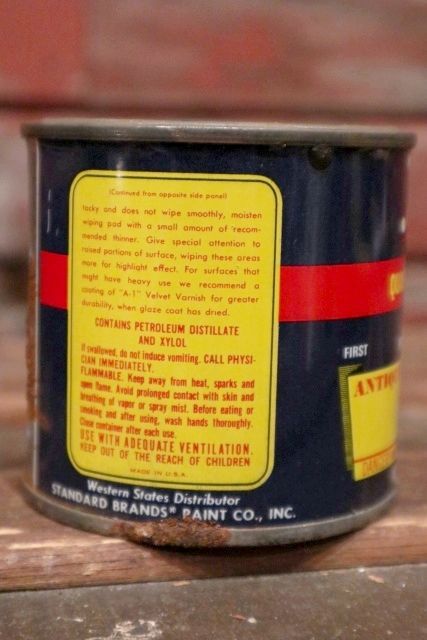 (Continued from opposite side panel)
tacky and does not wipe smoothly, moisten
wiping pad with a small amount of recom-
mended thinner. Give special attention to
raised portions of surface, wiping these areas
more for highlight effect. For surfaces that
might have heavy use we recommend a
coating of "A-1" Velvet Varnish for greater
durability, when glaze coat has dried.
CONTAINS PETROLEUM DISTILLATE
AND XYLOL
If swallowed, do not induce vomiting. CALL PHYSI-
CIAN IMMEDIATELY.
FLAMMABLE. Keep away from heat, sparks and
open flame. Avoid prolonged contact with skin and
breathing of vapor or spray mist. Before eating or
smoking and after using, wash hands thoroughly.
Close container after each use.
USE WITH ADEQUATE VENTILATION.
KEEP OUT OF THE REACH OF CHILDREN
MADE IN U.S.A.
Western States Distributor
STANDARD BRANDS® PAINT CO., INC.
FIRST